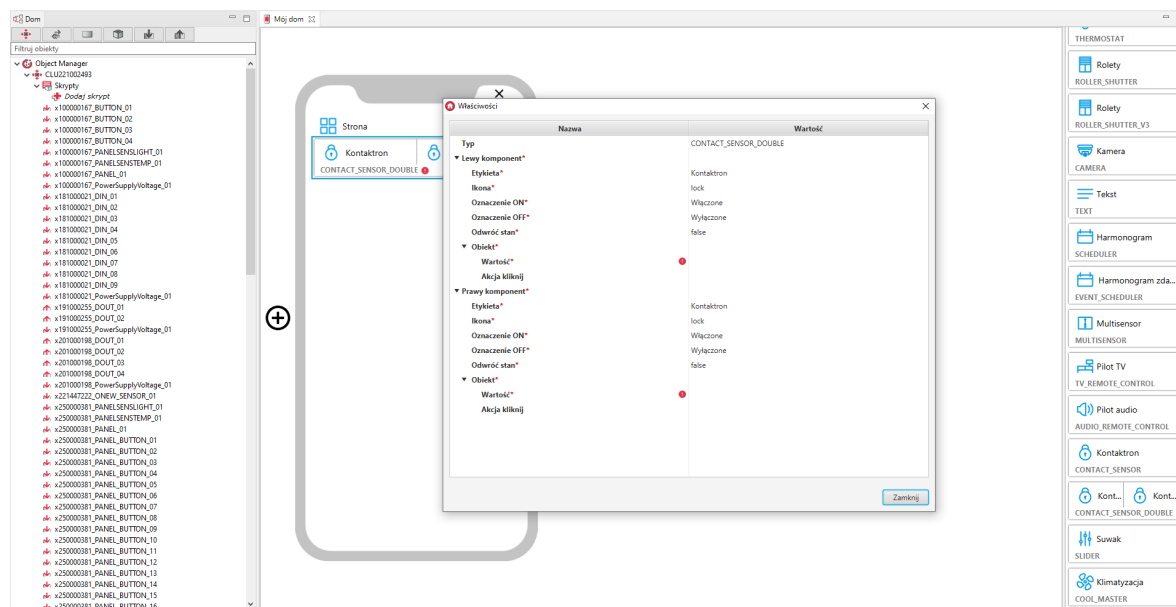 Dom
Filtruj obiekty
Object Manager
CLU221002493
Skrypty
Dodaj skrypt
x100000167_BUTTON_01
x100000167_BUTTON_02
x100000167_BUTTON_03
x100000167_BUTTON_04
x100000167_PANELSENSLIGHT_01
x100000167_PANELSENSTEMP_01
x100000167_PANEL_01
x100000167_PowerSupplyVoltage_01
x181000021_DIN_01
x181000021_DIN_02
x181000021_DIN_03
x181000021_DIN_04
x181000021_DIN_05
x181000021_DIN_06
x181000021_DIN_07
x181000021_DIN_08
x181000021_DIN_09
x181000021_PowerSupplyVoltage_01
x191000255_DOUT_01
x191000255_DOUT_02
x191000255_PowerSupplyVoltage_01
x201000198_DOUT_01
x201000198_DOUT_02
x201000198_DOUT_03
x201000198_DOUT_04
x201000198_PowerSupplyVoltage_01
x221447222_ONEW_SENSOR_01
x250000381_PANELSENSLIGHT_01
x250000381_PANELSENSTEMP_01
x250000381_PANEL_01
x250000381_PANEL_BUTTON_01
x250000381_PANEL_BUTTON_02
x250000381_PANEL_BUTTON_03
x250000381_PANEL_BUTTON_04
x250000381_PANEL_BUTTON_05
x250000381_PANEL_BUTTON_06
x250000381_PANEL_BUTTON_07
x250000381_PANEL_BUTTON_08
x250000381_PANEL_BUTTON_09
x250000381_PANEL_BUTTON_10
x250000381_PANEL_BUTTON_11
x250000381_PANEL_BUTTON_12
x250000381_PANEL_BUTTON_13
x250000381_PANEL_BUTTON_14
x250000381_PANEL_BUTTON_15
x250000381_PANEL_BUTTON_16
Mój dom
Strona
Kontaktron
CONTACT_SENSOR_DOUBLE
Właściwości
Nazwa Wartość
Typ CONTACT_SENSOR_DOUBLE
Lewy komponent*
Etykieta* Kontaktron
Ikona* lock
Oznaczenie ON* Włączone
Oznaczenie OFF* Wyłączone
Odwróć stan* false
Obiekt*
Wartość*
Akcja kliknij
Prawy komponent*
Etykieta* Kontaktron
Ikona* lock
Oznaczenie ON* Włączone
Oznaczenie OFF* Wyłączone
Odwróć stan* false
Obiekt*
Wartość*
Akcja kliknij
Zamknij
THERMOSTAT
Rolety
ROLLER_SHUTTER
Rolety
ROLLER_SHUTTER_V3
Kamera
CAMERA
Tekst
TEXT
Harmonogram
SCHEDULER
Harmonogram zda...
EVENT_SCHEDULER
Multisensor
MULTISENSOR
Pilot TV
TV_REMOTE_CONTROL
Pilot audio
AUDIO_REMOTE_CONTROL
Kontaktron
CONTACT_SENSOR
Kont... Kont...
CONTACT_SENSOR_DOUBLE
Suwak
SLIDER
Klimatyzacja
COOL_MASTER